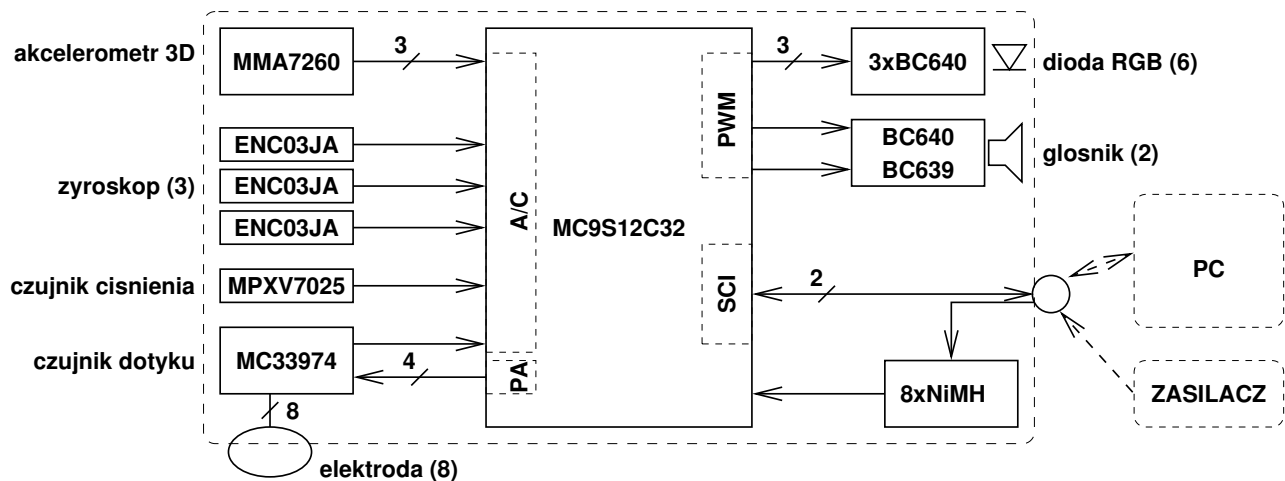 akcelerometr 3D
MMA7260
3
3
3xBC640
dioda RGB (6)
PWM
BC640
BC639
glosnik (2)
zyroskop (3)
ENC03JA
ENC03JA
ENC03JA
A/C
MC9S12C32
czujnik cisnienia
MPXV7025
SCI
2
PC
czujnik dotyku
MC33974
4
PA
8xNiMH
ZASILACZ
8
elektroda (8)